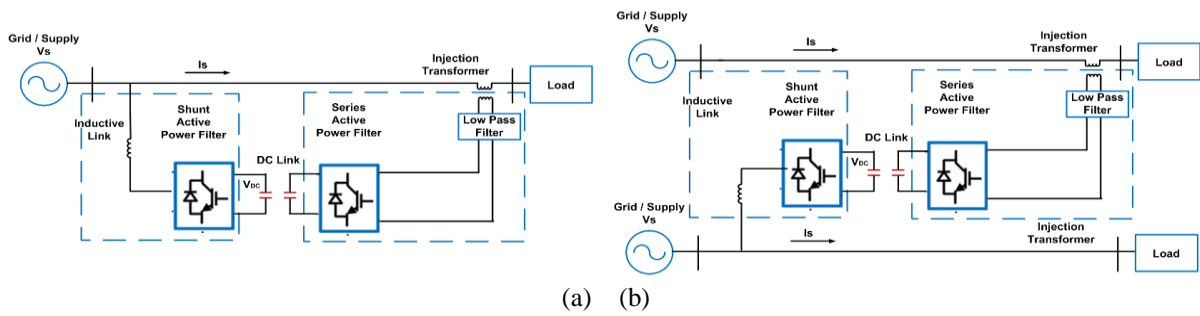 Grid / Supply
Vs
Is
Injection
Transformer
Load
Inductive
Link
Shunt
Active
Power Filter
Series
Active
Power Filter
Low Pass
Filter
DC Link
VDC
Grid / Supply
Vs
Is
Injection
Transformer
Load
Inductive
Link
Shunt
Active
Power Filter
Series
Active
Power Filter
Low Pass
Filter
DC Link
VDC
Grid / Supply
Vs
Is
Injection
Transformer
Load
(a) (b)